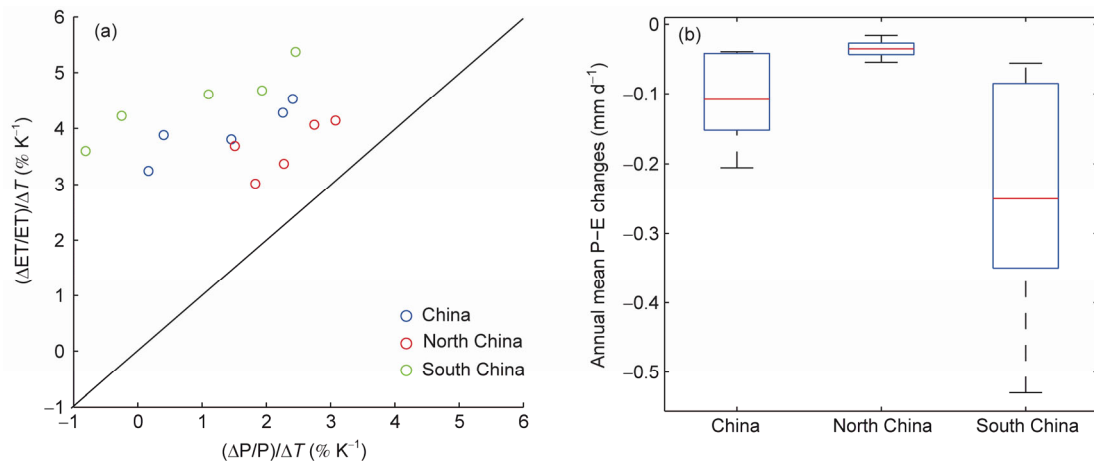 (a)
6
5
4
3
2
1
0
−1
(ΔET/ET)/ΔT (% K⁻¹)
China
North China
South China
−1 0 1 2 3 4 5 6
(ΔP/P)/ΔT (% K⁻¹)
(b)
0
−0.1
−0.2
−0.3
−0.4
−0.5
Annual mean P−E changes (mm d⁻¹)
China North China South China